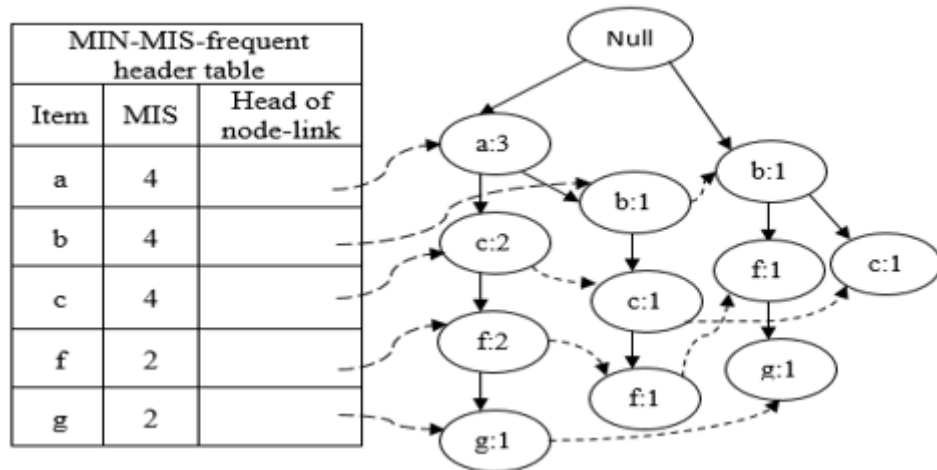 MIN-MIS-frequent
header table
Item MIS Head of
node-link
a 4
b 4
c 4
f 2
g 2
Null
a:3
b:1
b:1
c:2
f:1
c:1
c:1
f:2
g:1
f:1
g:1